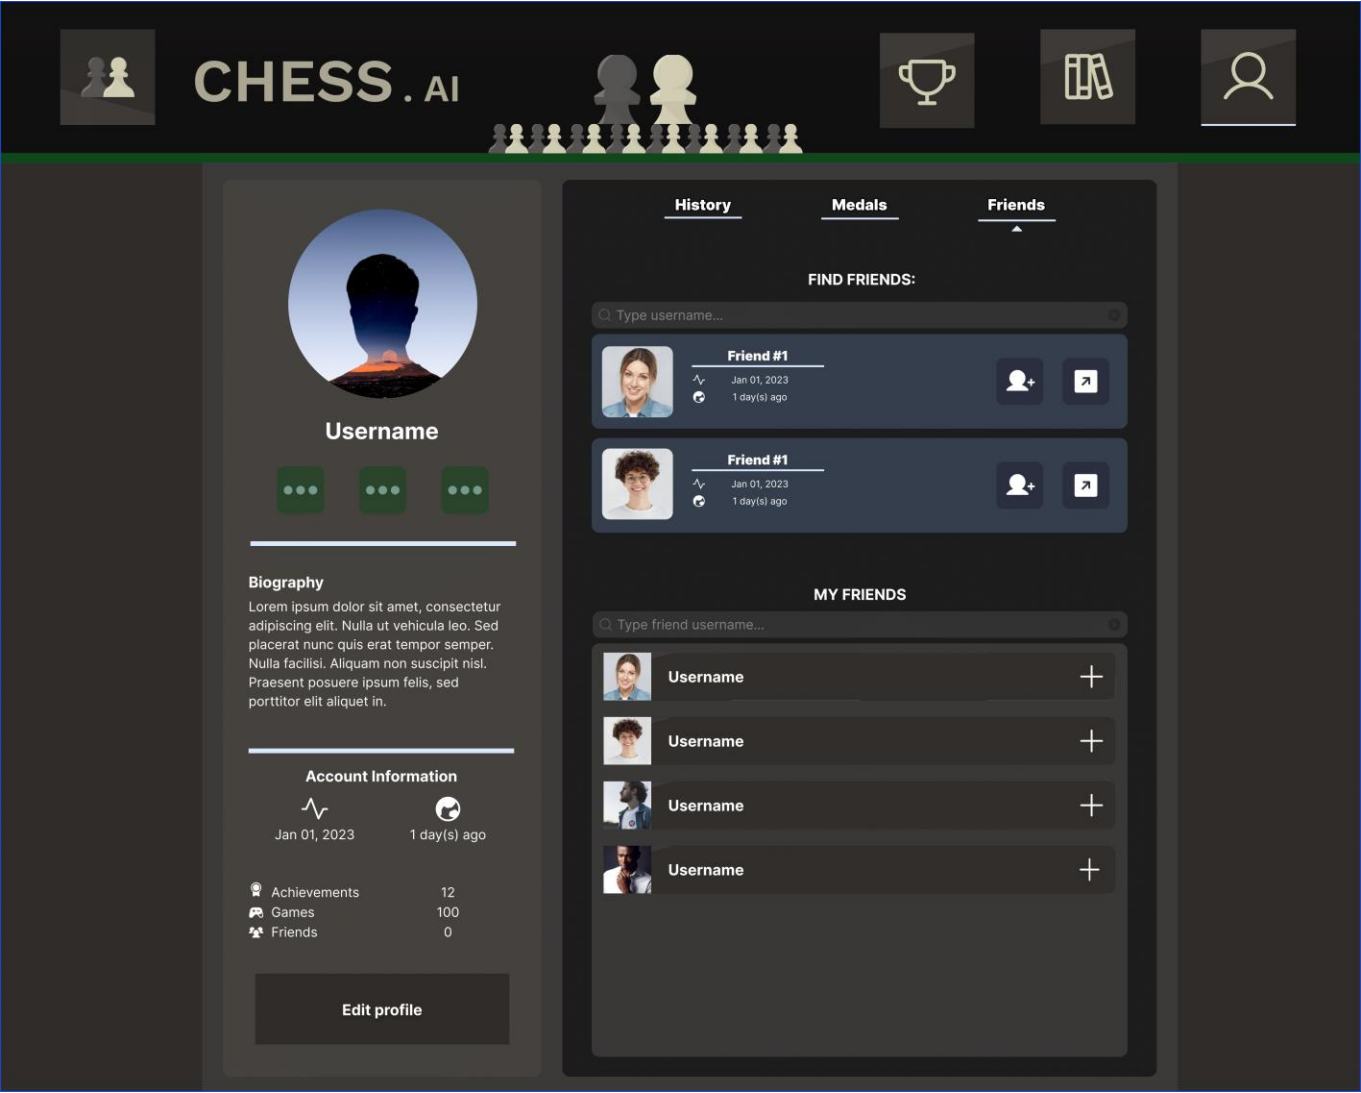 CHESS . AI
History Medals Friends
FIND FRIENDS:
Type username...
Friend #1
Jan 01, 2023
1 day(s) ago
Friend #1
Jan 01, 2023
1 day(s) ago
MY FRIENDS
Type friend username...
Username
Username
Username
Username
Username
Biography
Lorem ipsum dolor sit amet, consectetur
adipiscing elit. Nulla ut vehicula leo. Sed
placerat nunc quis erat tempor semper.
Nulla facilisi. Aliquam non suscipit nisl.
Praesent posuere ipsum felis, sed
porttitor elit aliquet in.
Account Information
Jan 01, 2023 1 day(s) ago
Achievements 12
Games 100
Friends 0
Edit profile